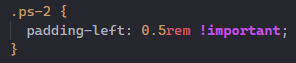 .ps-2 {
  padding-left: 0.5rem !important;
}